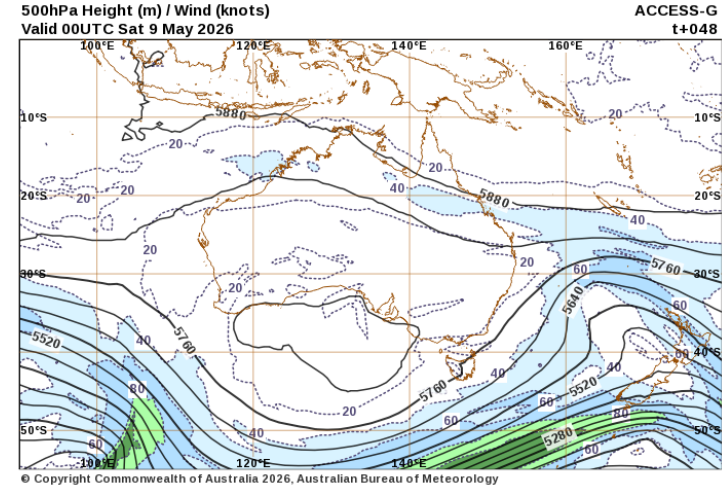 500hPa Height (m) / Wind (knots) ACCESS-G
Valid 00UTC Sat 9 May 2026 t+048
100°E 120°E 140°E 160°E
5880
10°S 20 10°S
20
20
20 20 40 5880
20°S 20°S
40
20 20
60 5760
30°S 30°S
20 5640 60
5520 40 5760
40°S 60 40°S
40 40
80 5760 60 5520
20 60 80
50°S 40 50°S
60 5280 60
100°E 120°E 140°E
© Copyright Commonwealth of Australia 2026, Australian Bureau of Meteorology